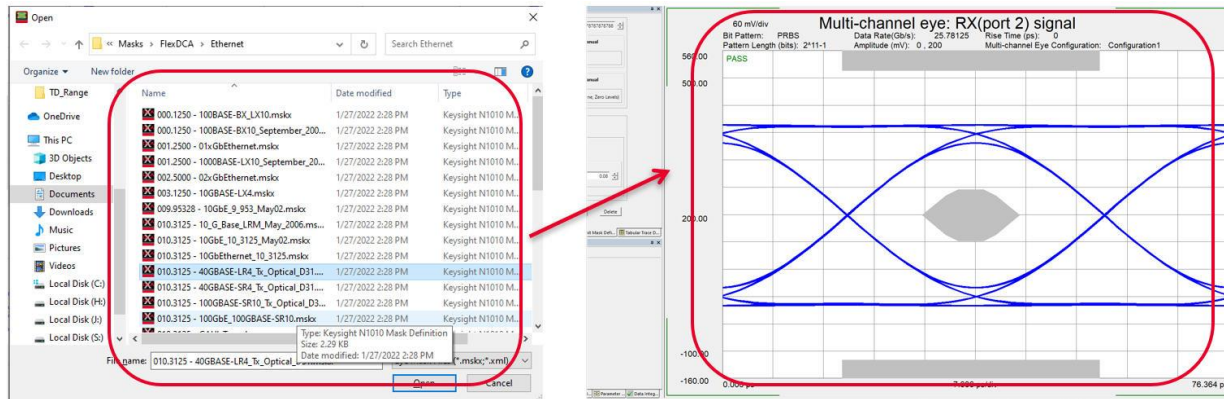 Open
« Masks › FlexDCA › Ethernet
Search Ethernet
Organize
New folder
TD_Range
OneDrive
This PC
3D Objects
Desktop
Documents
Downloads
Music
Pictures
Videos
Local Disk (C:)
Local Disk (H:)
Local Disk (J:)
Local Disk (S:)
Name Date modified Type
000.1250 - 100BASE-BX_LX10.mskx 1/27/2022 2:28 PM Keysight N1010 M...
000.1250 - 100BASE-BX10_September_200... 1/27/2022 2:28 PM Keysight N1010 M...
001.2500 - 01xGbEthernet.mskx 1/27/2022 2:28 PM Keysight N1010 M...
001.2500 - 1000BASE-LX10_September_20... 1/27/2022 2:28 PM Keysight N1010 M...
002.5000 - 02xGbEthernet.mskx 1/27/2022 2:28 PM Keysight N1010 M...
003.1250 - 10GBASE-LX4.mskx 1/27/2022 2:28 PM Keysight N1010 M...
009.95328 - 10GbE_9_953_May02.mskx 1/27/2022 2:28 PM Keysight N1010 M...
010.3125 - 10_G_Base_LRM_May_2006.ms... 1/27/2022 2:28 PM Keysight N1010 M...
010.3125 - 10GbE_10_3125_May02.mskx 1/27/2022 2:28 PM Keysight N1010 M...
010.3125 - 10GbEthernet_10_3125.mskx 1/27/2022 2:28 PM Keysight N1010 M...
010.3125 - 40GBASE-LR4_Tx_Optical_D31.... 1/27/2022 2:28 PM Keysight N1010 M...
010.3125 - 40GBASE-SR4_Tx_Optical_D31.... 1/27/2022 2:28 PM Keysight N1010 M...
010.3125 - 100GBASE-SR10_Tx_Optical_D3... 1/27/2022 2:28 PM Keysight N1010 M...
010.3125 - 100GbE_100GBASE-SR10.mskx 1/27/2022 2:28 PM Keysight N1010 M...
Type: Keysight N1010 Mask Definition
Size: 2.29 KB
Date modified: 1/27/2022 2:28 PM
File name: 010.3125 - 40GBASE-LR4_Tx_Optical_
(*.mskx;*.xml)
Open Cancel
0.00
Delete
Tabular Trace D...
Parameter ... Data Integ...
Multi-channel eye: RX(port 2) signal
60 mV/div
Bit Pattern: PRBS Data Rate(Gb/s): 25.78125 Rise Time (ps): 0
Pattern Length (bits): 2^11-1 Amplitude (mV): 0 , 200 Multi-channel Eye Configuration: Configuration1
PASS
560.00
500.00
200.00
-100.00
-160.00
0.000 ps
76.364 p